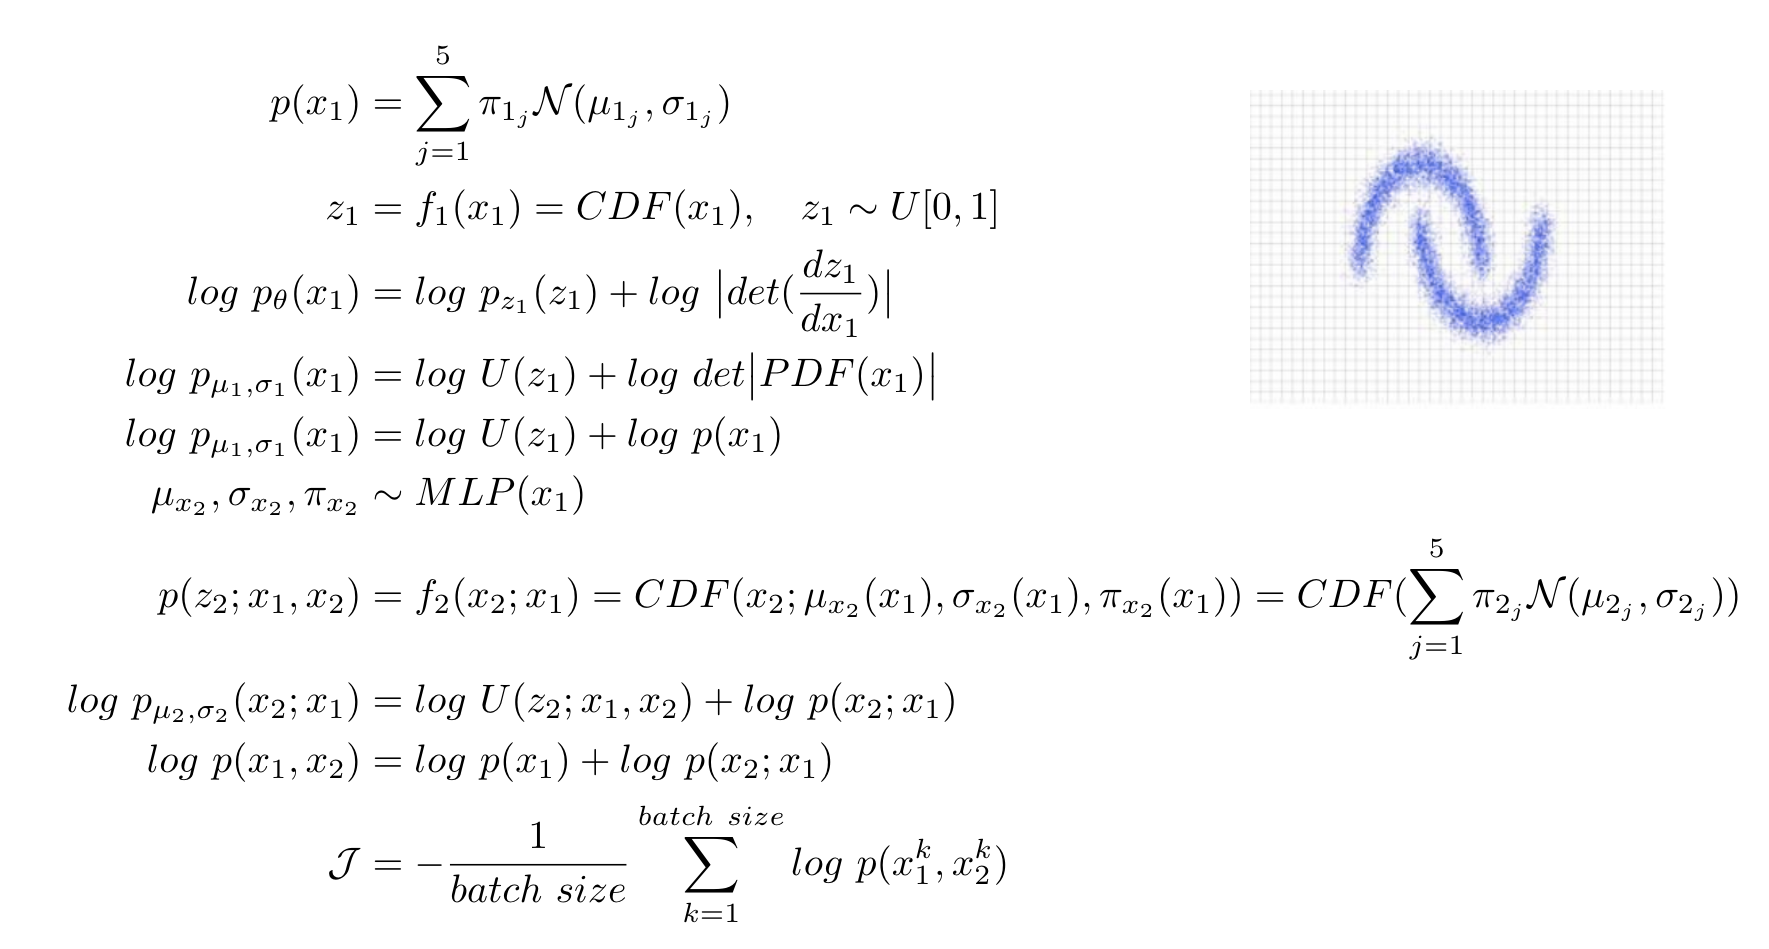 $p(x_1) = \sum_{j=1}^{5} \pi_{1_j} \mathcal{N}(\mu_{1_j}, \sigma_{1_j})$
$z_1 = f_1(x_1) = CDF(x_1), \quad z_1 \sim U[0, 1]$
$log\ p_\theta(x_1) = log\ p_{z_1}(z_1) + log\ \left|det(\frac{dz_1}{dx_1})\right|$
$log\ p_{\mu_1,\sigma_1}(x_1) = log\ U(z_1) + log\ det\left|PDF(x_1)\right|$
$log\ p_{\mu_1,\sigma_1}(x_1) = log\ U(z_1) + log\ p(x_1)$
$\mu_{x_2}, \sigma_{x_2}, \pi_{x_2} \sim MLP(x_1)$
$p(z_2; x_1, x_2) = f_2(x_2; x_1) = CDF(x_2; \mu_{x_2}(x_1), \sigma_{x_2}(x_1), \pi_{x_2}(x_1)) = CDF(\sum_{j=1}^{5} \pi_{2_j} \mathcal{N}(\mu_{2_j}, \sigma_{2_j}))$
$log\ p_{\mu_2,\sigma_2}(x_2; x_1) = log\ U(z_2; x_1, x_2) + log\ p(x_2; x_1)$
$log\ p(x_1, x_2) = log\ p(x_1) + log\ p(x_2; x_1)$
$\mathcal{J} = -\frac{1}{batch\ size} \sum_{k=1}^{batch\ size} log\ p(x_1^k, x_2^k)$